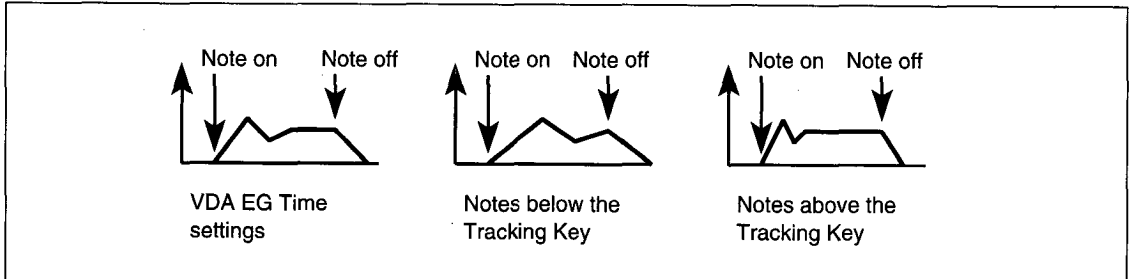 Note on Note off
VDA EG Time
settings
Note on Note off
Notes below the
Tracking Key
Note on Note off
Notes above the
Tracking Key